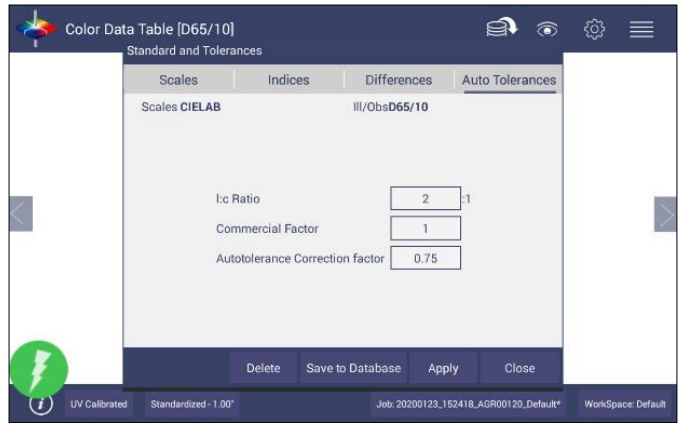 Color Data Table [D65/10]
Standard and Tolerances
Scales Indices Differences Auto Tolerances
Scales CIELAB Ill/ObsD65/10
l:c Ratio 2 :1
Commercial Factor 1
Autotolerance Correction factor 0.75
Delete Save to Database Apply Close
i UV Calibrated Standardized - 1.00" Job: 20200123_152418_AGR00120_Default* WorkSpace: Default